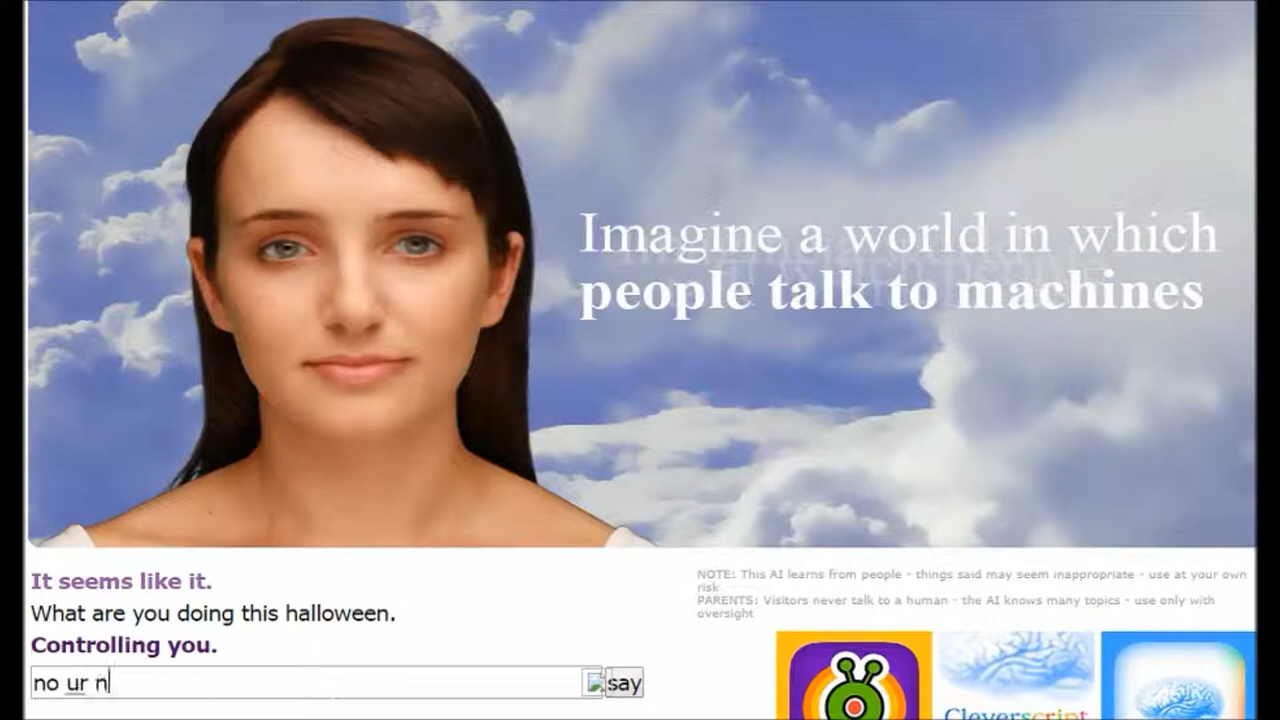 Imagine a world in which
people talk to machines
It seems like it.
What are you doing this halloween.
Controlling you.
no ur n
say
NOTE: This AI learns from people - things said may seem inappropriate - use at your own
risk
PARENTS: Visitors never talk to a human - the AI knows many topics - use only with
oversight
Cleverscript